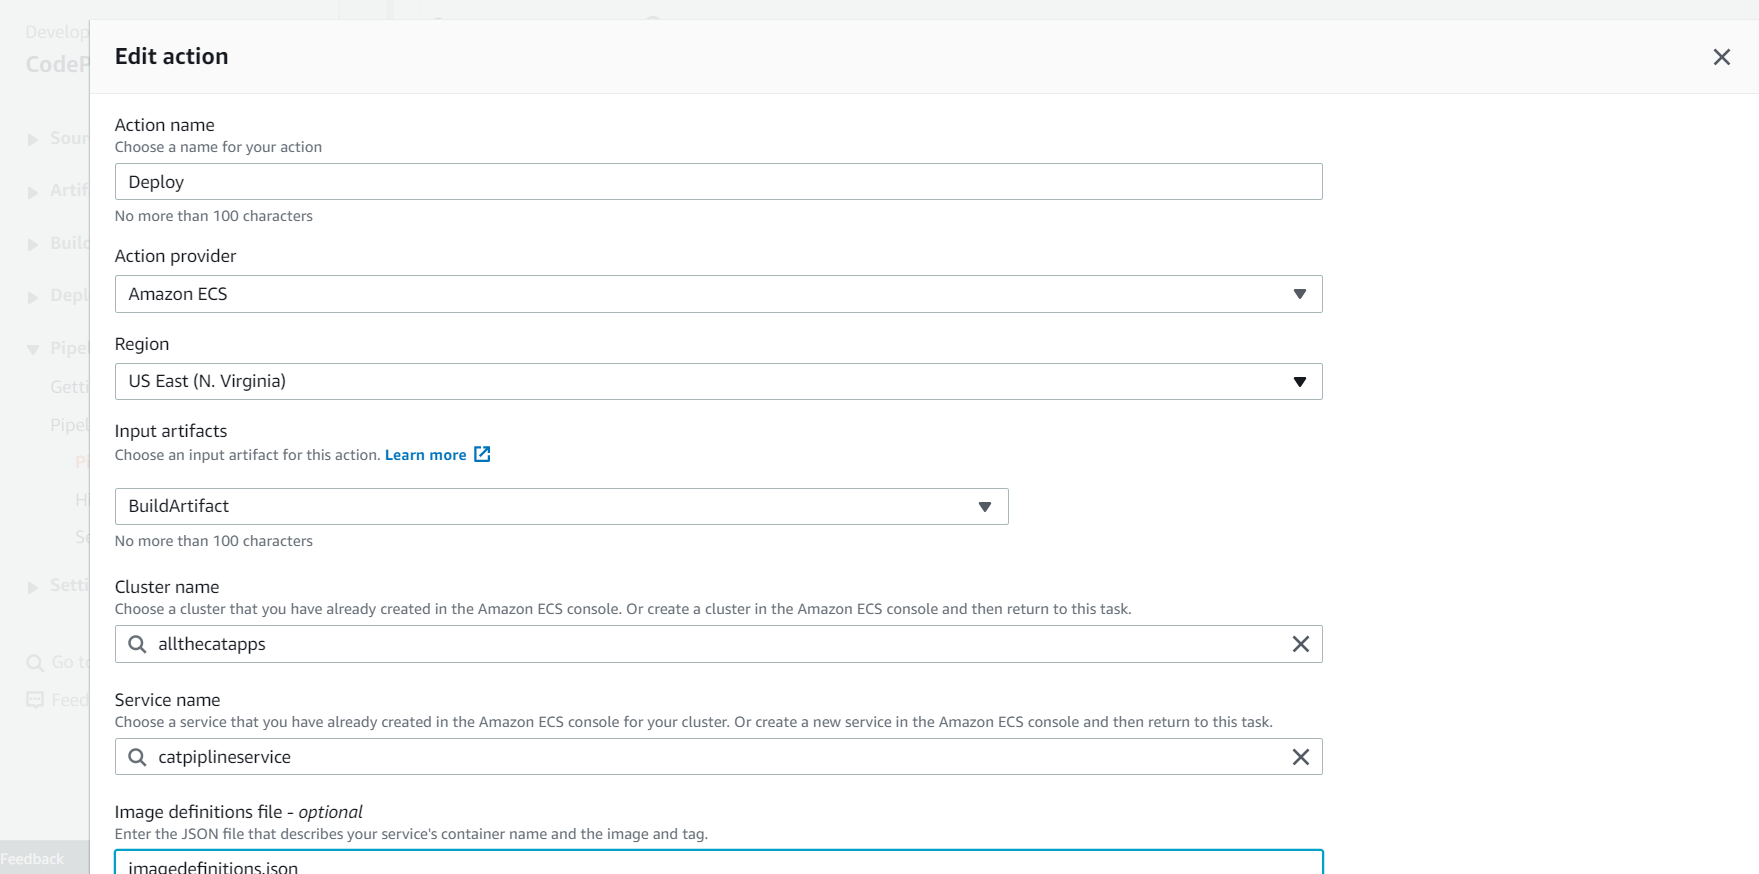 Develop
CodeP
Edit action
Action name
Choose a name for your action
Deploy
No more than 100 characters
Action provider
Amazon ECS
Region
US East (N. Virginia)
Input artifacts
Choose an input artifact for this action. Learn more
BuildArtifact
No more than 100 characters
Cluster name
Choose a cluster that you have already created in the Amazon ECS console. Or create a cluster in the Amazon ECS console and then return to this task.
allthecatapps
Service name
Choose a service that you have already created in the Amazon ECS console for your cluster. Or create a new service in the Amazon ECS console and then return to this task.
catpiplineservice
Image definitions file - optional
Enter the JSON file that describes your service's container name and the image and tag.
imagedefinitions.json
Sour
Artif
Build
Depl
Pipel
Getti
Pipel
Pi
Hi
Se
Setti
Go to
Feed
Feedback